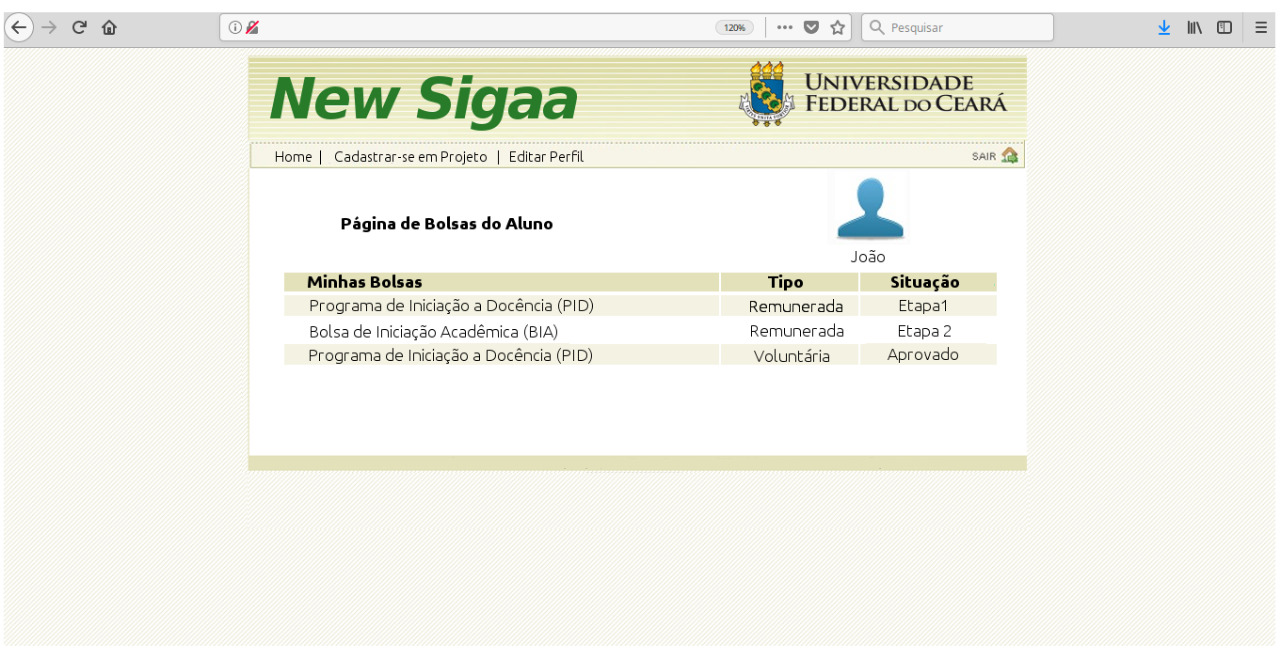 120% Pesquisar
New Sigaa
UNIVERSIDADE
FEDERAL DO CEARÁ
Home | Cadastrar-se em Projeto | Editar Perfil SAIR
Página de Bolsas do Aluno
João
Minhas Bolsas Tipo Situação
Programa de Iniciação a Docência (PID) Remunerada Etapa1
Bolsa de Iniciação Acadêmica (BIA) Remunerada Etapa 2
Programa de Iniciação a Docência (PID) Voluntária Aprovado